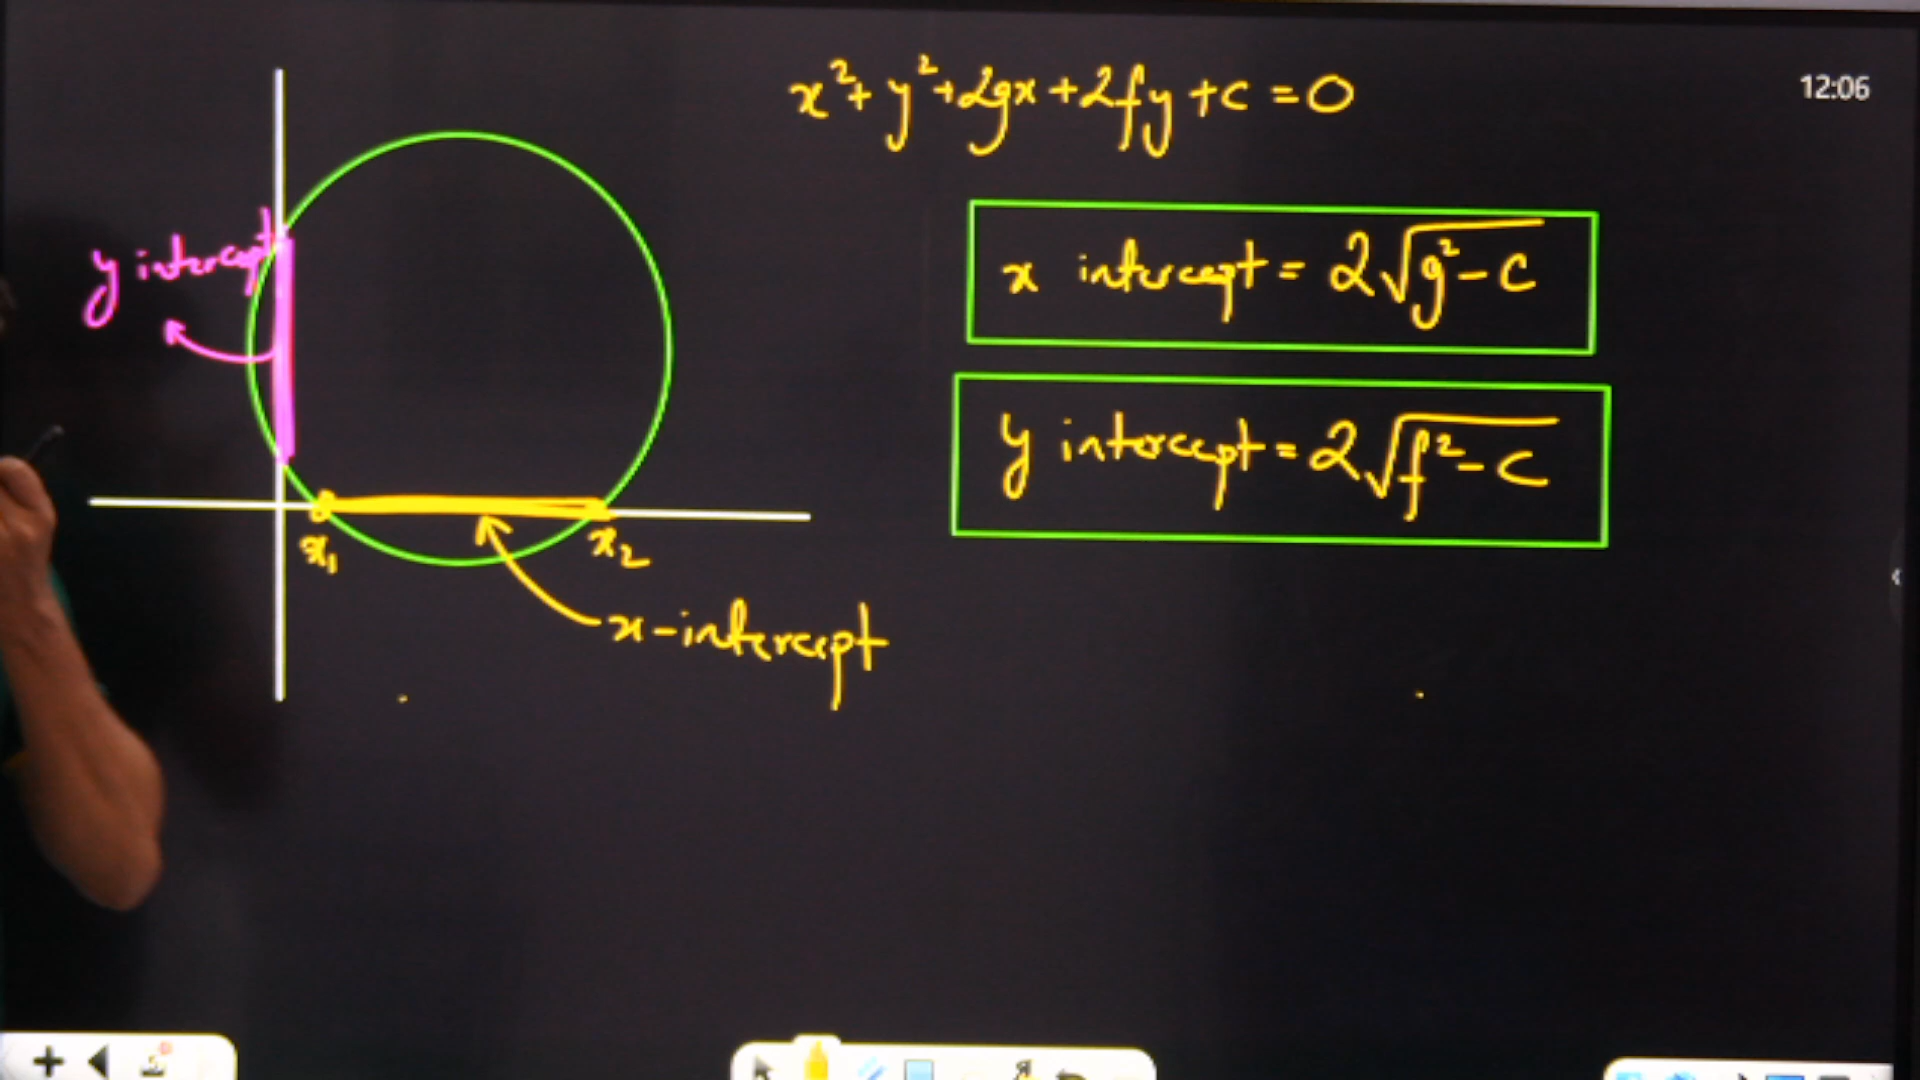 x²+y²+2gx+2fy+c=0
12:06
x intercept = 2√g²-c
y intercept
y intercept = 2√f²-c
x₁
x₂
x-intercept